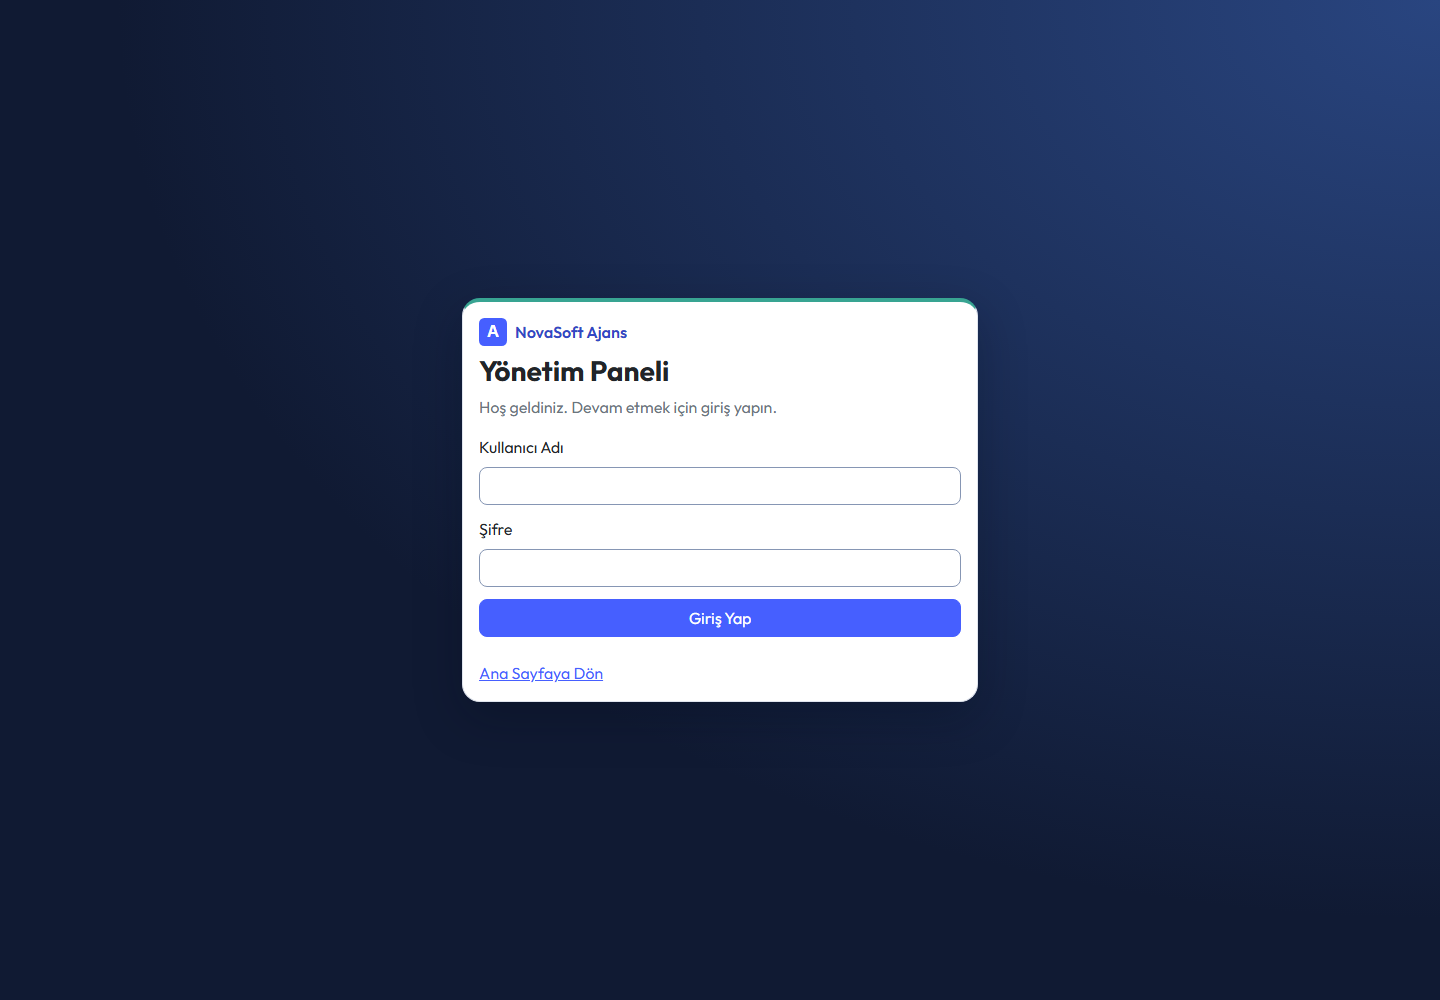 A NovaSoft Ajans
Yönetim Paneli
Hoş geldiniz. Devam etmek için giriş yapın.
Kullanıcı Adı
Şifre
Giriş Yap
Ana Sayfaya Dön